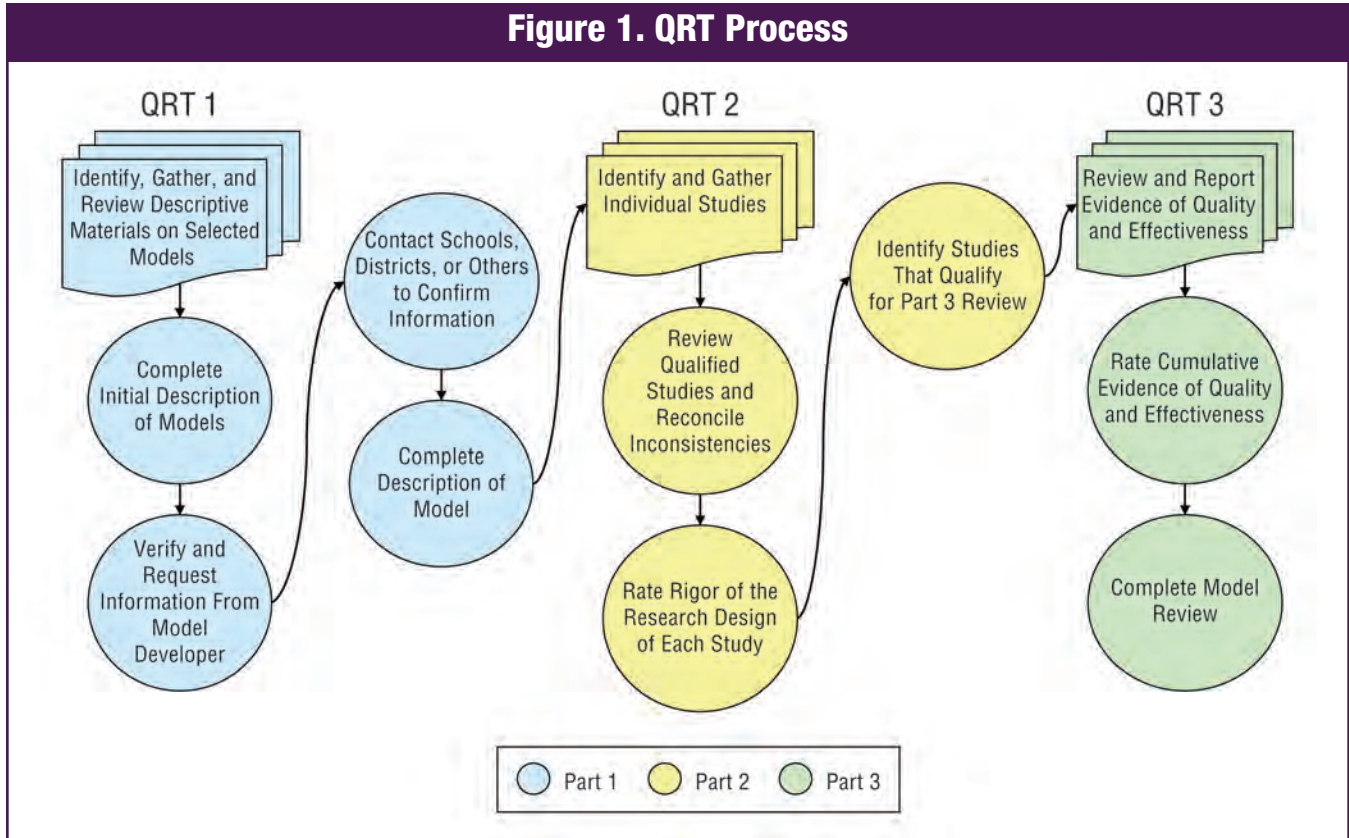 Figure 1. QRT Process
QRT 1
Identify, Gather, and
Review Descriptive
Materials on Selected
Models
Complete
Initial Description
of Models
Verify and
Request
Information From
Model
Developer
Contact Schools,
Districts, or Others
to Confirm
Information
Complete
Description of
Model
QRT 2
Identify and Gather
Individual Studies
Review
Qualified
Studies and
Reconcile
Inconsistencies
Rate Rigor of the
Research Design
of Each Study
Identify Studies
That Qualify
for Part 3 Review
QRT 3
Review and Report
Evidence of Quality
and Effectiveness
Rate Cumulative
Evidence of Quality
and Effectiveness
Complete Model
Review
Part 1
Part 2
Part 3